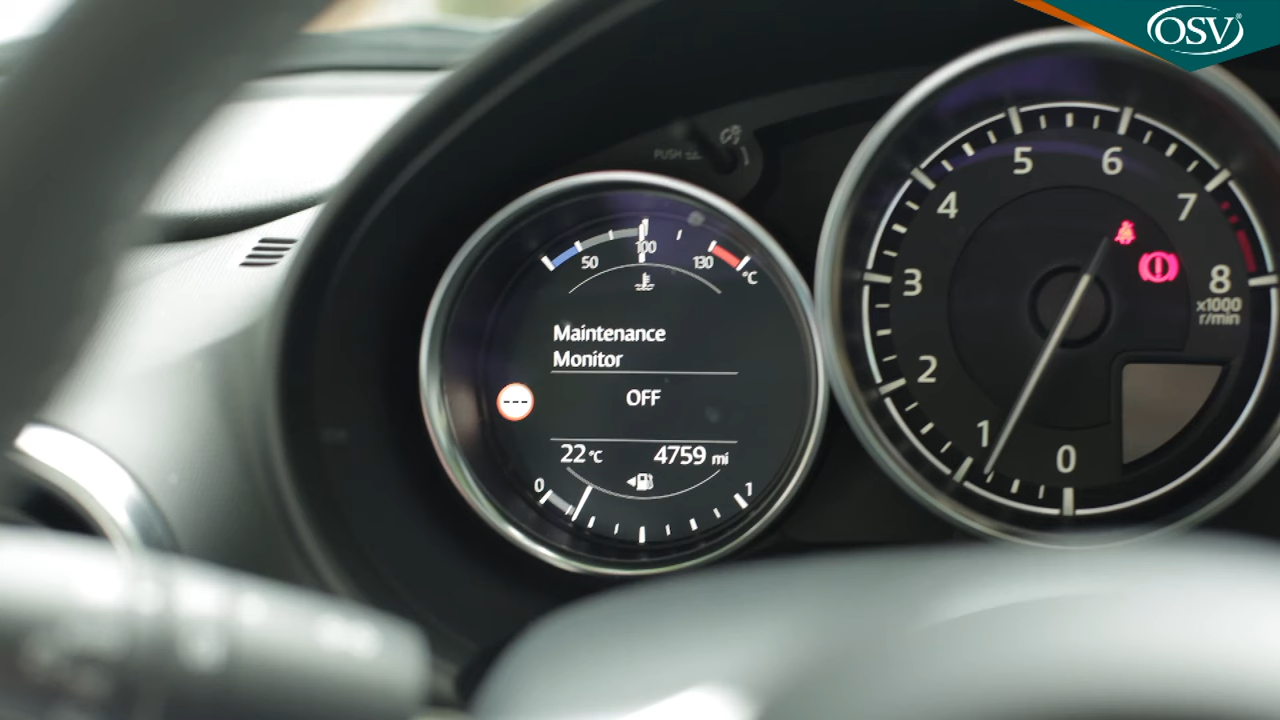 OSV
PUSH
50
100
130
°C
Maintenance
Monitor
OFF
---
22 °C
4759 mi
0
1
0
1
2
3
4
5
6
7
8
x1000
r/min